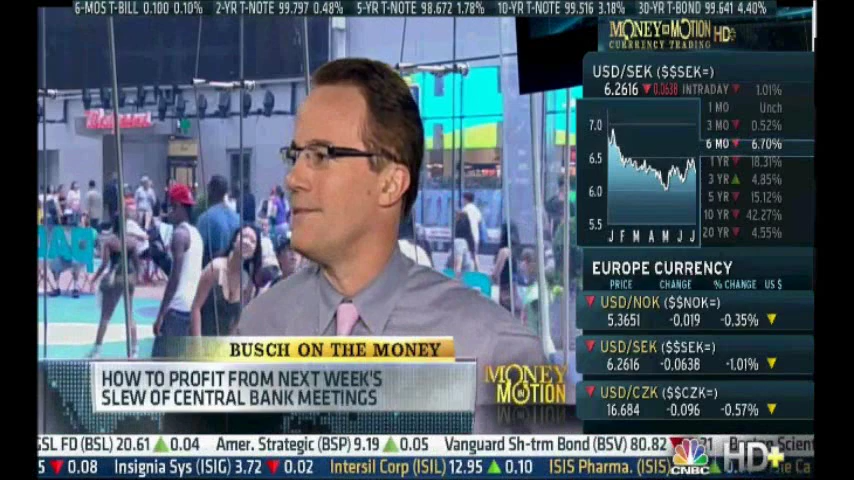 6-MOS T-BILL 0.100 0.10% 2-YR T-NOTE 99.797 0.48% 5-YR T-NOTE 98.672 1.78% 10-YR T-NOTE 99.516 3.18% 30-YR T-BOND 99.641 4.40%
MONEY IN MOTION HD+
CURRENCY TRADING
USD/SEK ($$SEK=)
6.2616 ▼ 0.0638 INTRADAY ▼ 1.01%
1 MO Unch
3 MO ▼ 0.52%
6 MO ▼ 6.70%
1 YR ▼ 18.31%
3 YR ▲ 4.85%
5 YR ▼ 15.12%
10 YR ▼ 42.27%
20 YR ▼ 4.55%
7.0
6.5
6.0
5.5
J F M A M J J
EUROPE CURRENCY
PRICE CHANGE % CHANGE US $
▼ USD/NOK ($$NOK=)
5.3651 -0.019 -0.35% ▼
▼ USD/SEK ($$SEK=)
6.2616 -0.0638 -1.01% ▼
▼ USD/CZK ($$CZK=)
16.684 -0.096 -0.57% ▼
Walgreens
BUSCH ON THE MONEY
HOW TO PROFIT FROM NEXT WEEK'S
SLEW OF CENTRAL BANK MEETINGS
MONEY IN MOTION
GSL FD (BSL) 20.61 ▲ 0.04 Amer. Strategic (BSP) 9.19 ▲ 0.05 Vanguard Sh-trm Bond (BSV) 80.82
▼ 0.08 Insignia Sys (ISIG) 3.72 ▼ 0.02 Intersil Corp (ISIL) 12.95 ▲ 0.10 ISIS Pharma. (ISIS)
CNBC HD+